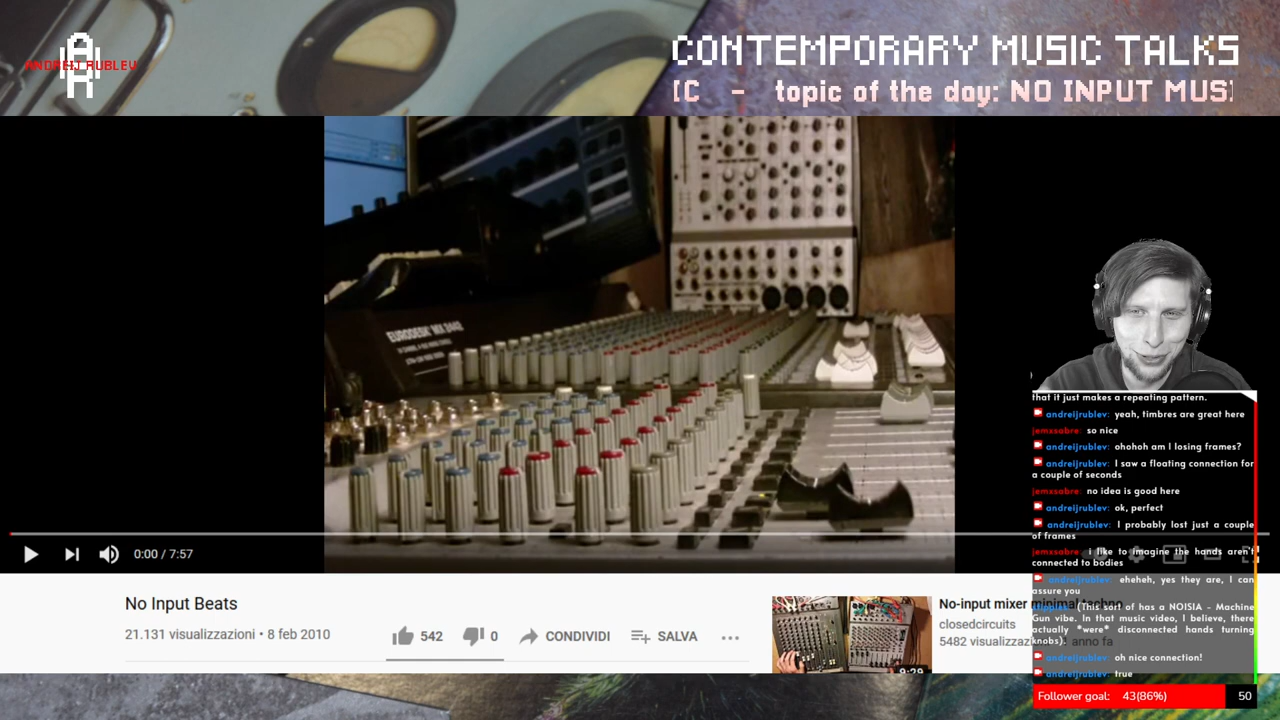 ANDREIJ RUBLEV
CONTEMPORARY MUSIC TALKS
IC - topic of the day: NO INPUT MUSI
EURODESK MX 2442
0:00 / 7:57
No Input Beats
21.131 visualizzazioni • 8 feb 2010
542
0
CONDIVIDI
SALVA
No-input mixer minimal techno
closedcircuits
5482 visualizzazi
anno fa
9:29
that it just makes a repeating pattern.
andreijrublev: yeah, timbres are great here
jemssabre: so nice
andreijrublev: ohohoh am I losing frames?
andreijrublev: I saw a floating connection for
a couple of seconds
jemssabre: no idea is good here
andreijrublev: ok, perfect
andreijrublev: I probably lost just a couple
of frames
jemssabre: i like to imagine the hands aren't
connected to bodies
andreijrublev: eheheh, yes they are, I can
assure you
(This sort of has a NOISIA - Machine
Gun vibe. In that music video, I believe, there
actually *were* disconnected hands turning
knobs).
andreijrublev: oh nice connection!
andreijrublev: true
Follower goal: 43(86%)
50